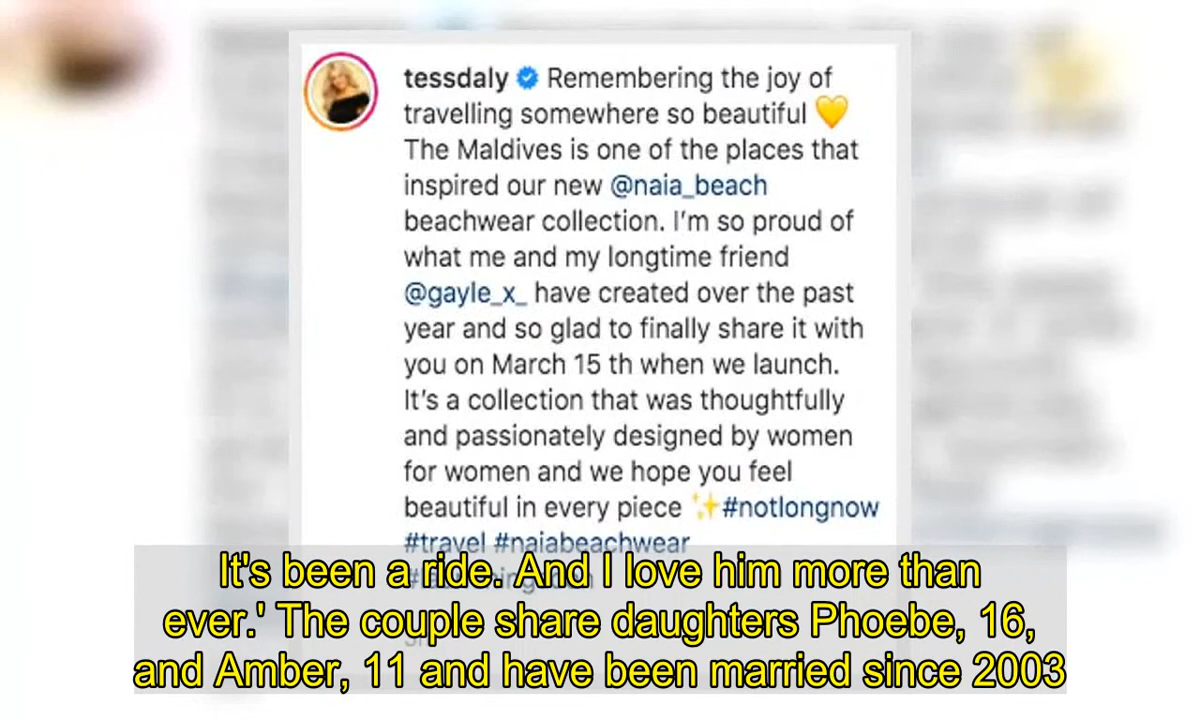 tessdaly Remembering the joy of
travelling somewhere so beautiful 💛
The Maldives is one of the places that
inspired our new @naia_beach
beachwear collection. I'm so proud of
what me and my longtime friend
@gayle_x_ have created over the past
year and so glad to finally share it with
you on March 15 th when we launch.
It's a collection that was thoughtfully
and passionately designed by women
for women and we hope you feel
beautiful in every piece ✨#notlongnow
#travel #naiabeachwear
It's been a ride. And I love him more than
ever.' The couple share daughters Phoebe, 16,
and Amber, 11 and have been married since 2003